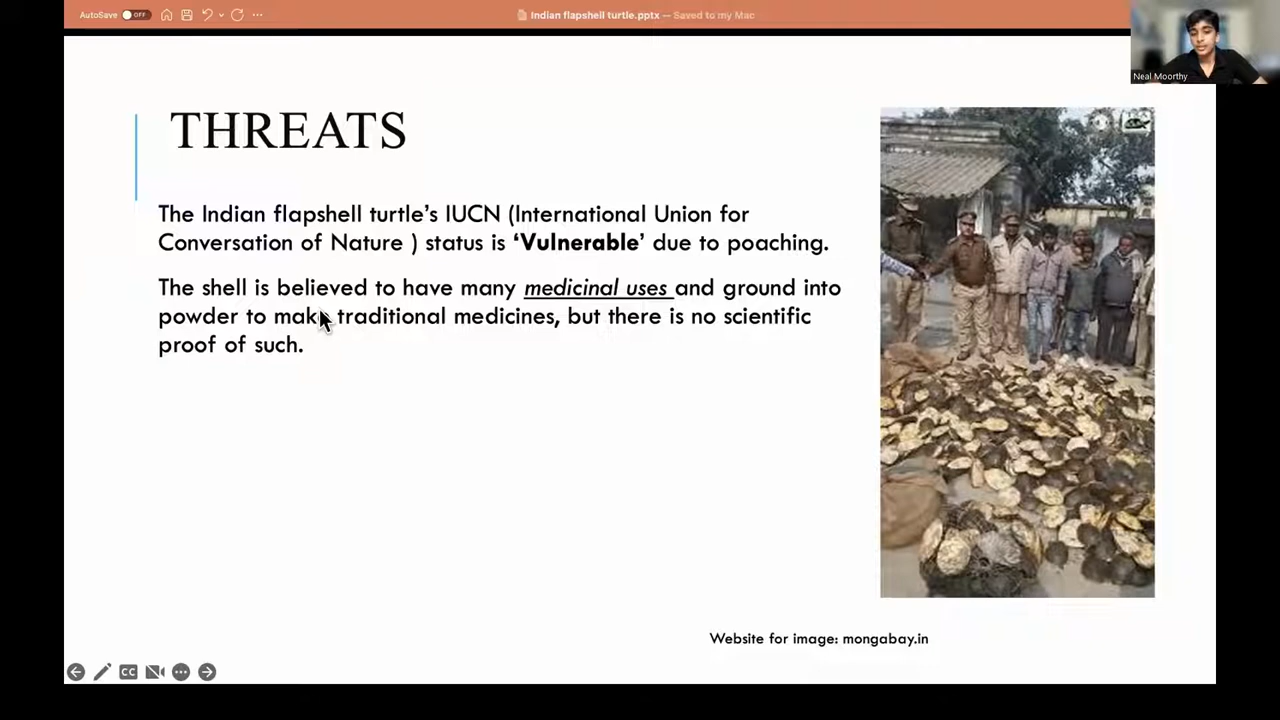 AutoSave OFF
Indian flapshell turtle.pptx — Saved to my Mac
Neal Moorthy
THREATS
The Indian flapshell turtle’s IUCN (International Union for
Conversation of Nature ) status is ‘Vulnerable’ due to poaching.
The shell is believed to have many medicinal uses and ground into
powder to make traditional medicines, but there is no scientific
proof of such.
Website for image: mongabay.in
CC